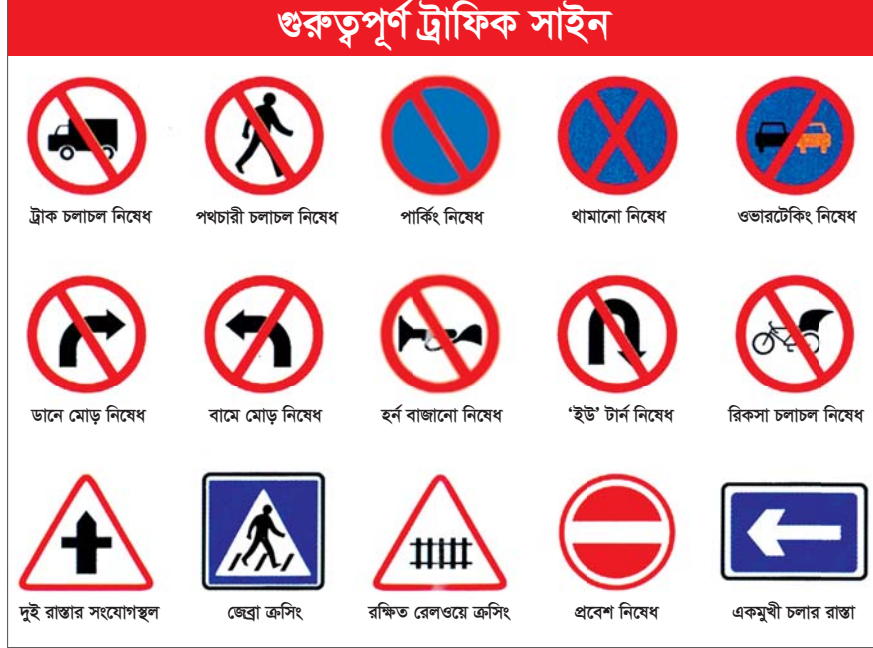 গুরুত্বপূর্ণ ট্রাফিক সাইন
ট্রাক চলাচল নিষেধ
পথচারী চলাচল নিষেধ
পার্কিং নিষেধ
থামানো নিষেধ
ওভারটেকিং নিষেধ
ডানে মোড় নিষেধ
বামে মোড় নিষেধ
হর্ন বাজানো নিষেধ
‘ইউ’ টার্ন নিষেধ
রিকসা চলাচল নিষেধ
দুই রাস্তার সংযোগস্থল
জেব্রা ক্রসিং
রক্ষিত রেলওয়ে ক্রসিং
প্রবেশ নিষেধ
একমুখী চলার রাস্তা